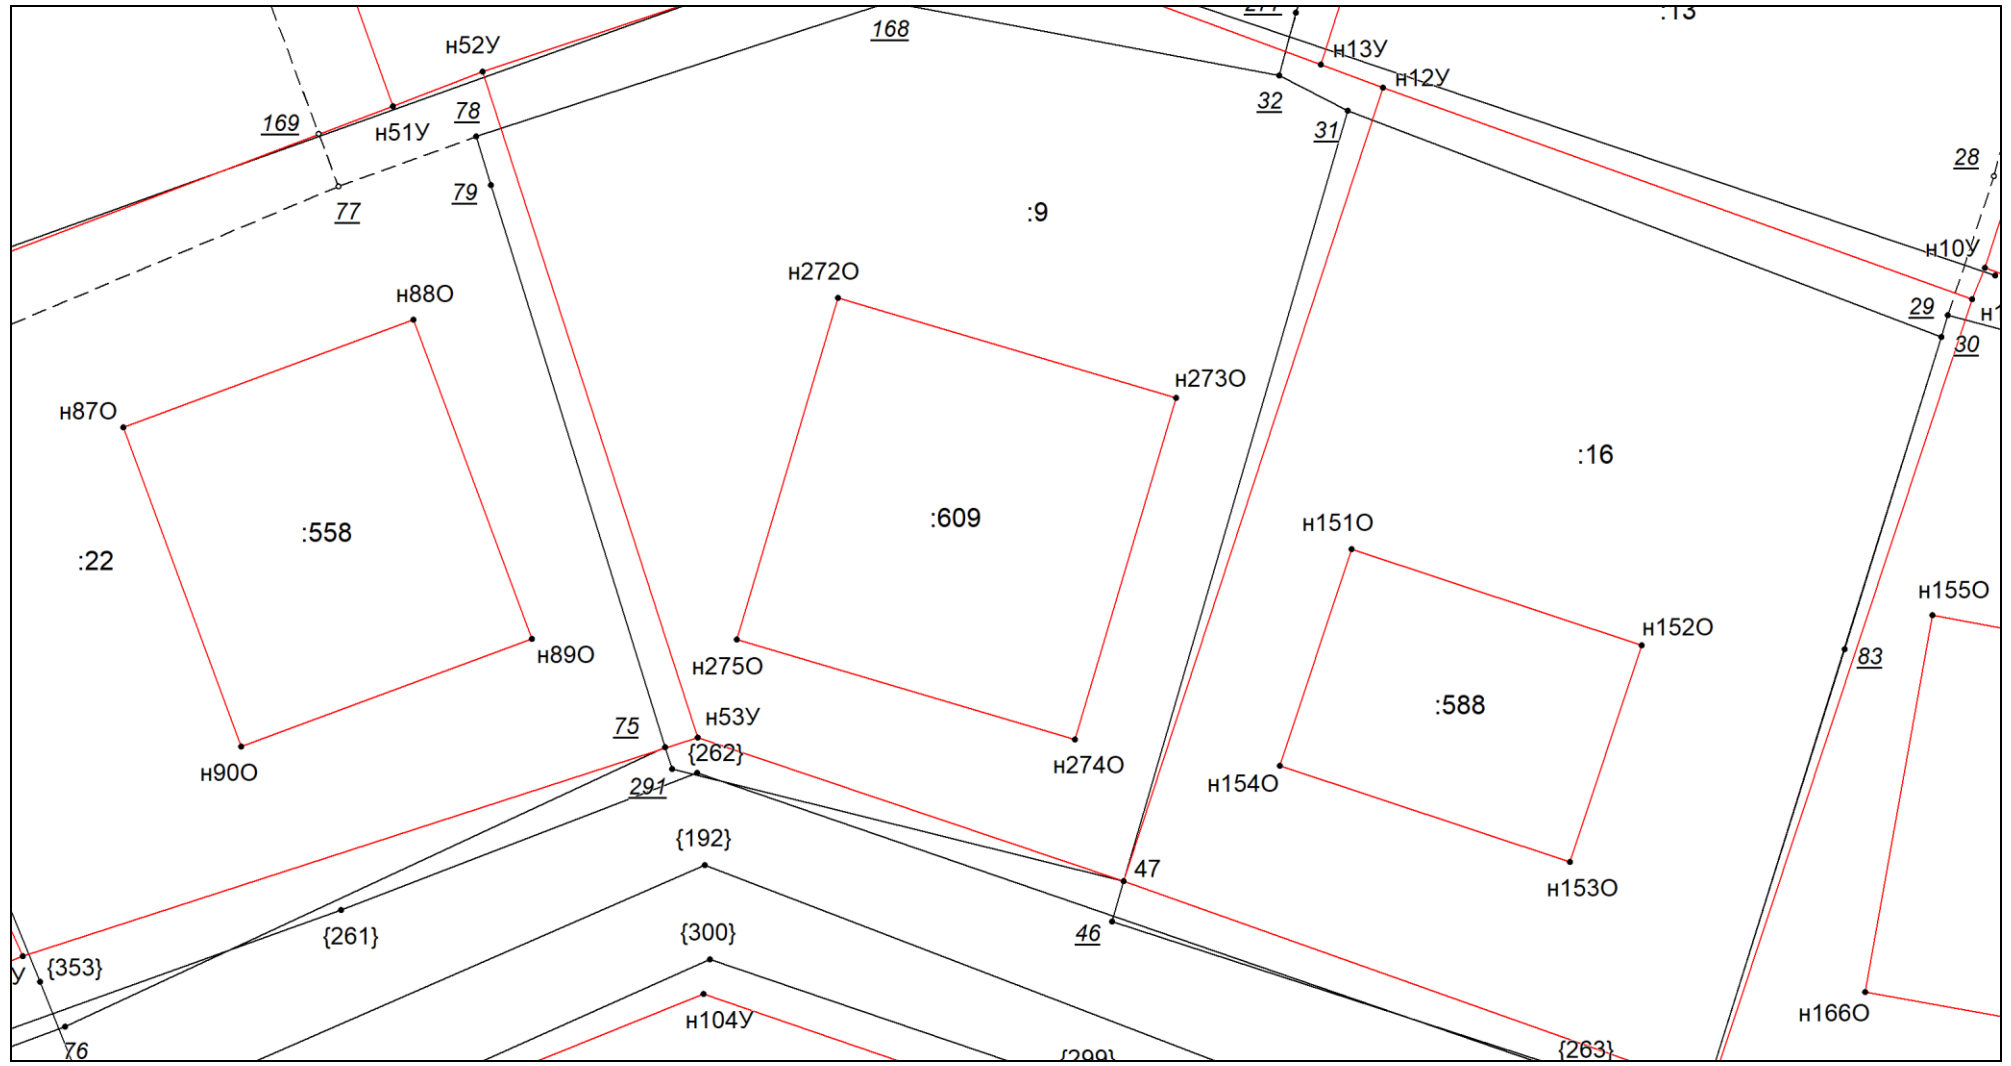 :13
168
н52У
н13У
н12У
32
78
169
н51У
31
28
79
77
:9
н10У
н272О
н88О
29
30
н273О
н87О
:16
:609
н151О
:558
:22
н155О
н152О
н89О
83
н275О
:588
н53У
75
{262}
н274О
н90О
н154О
291
{192}
47
н153О
{300}
46
{261}
{353}
У
н166О
н104У
76
{299}
{263}